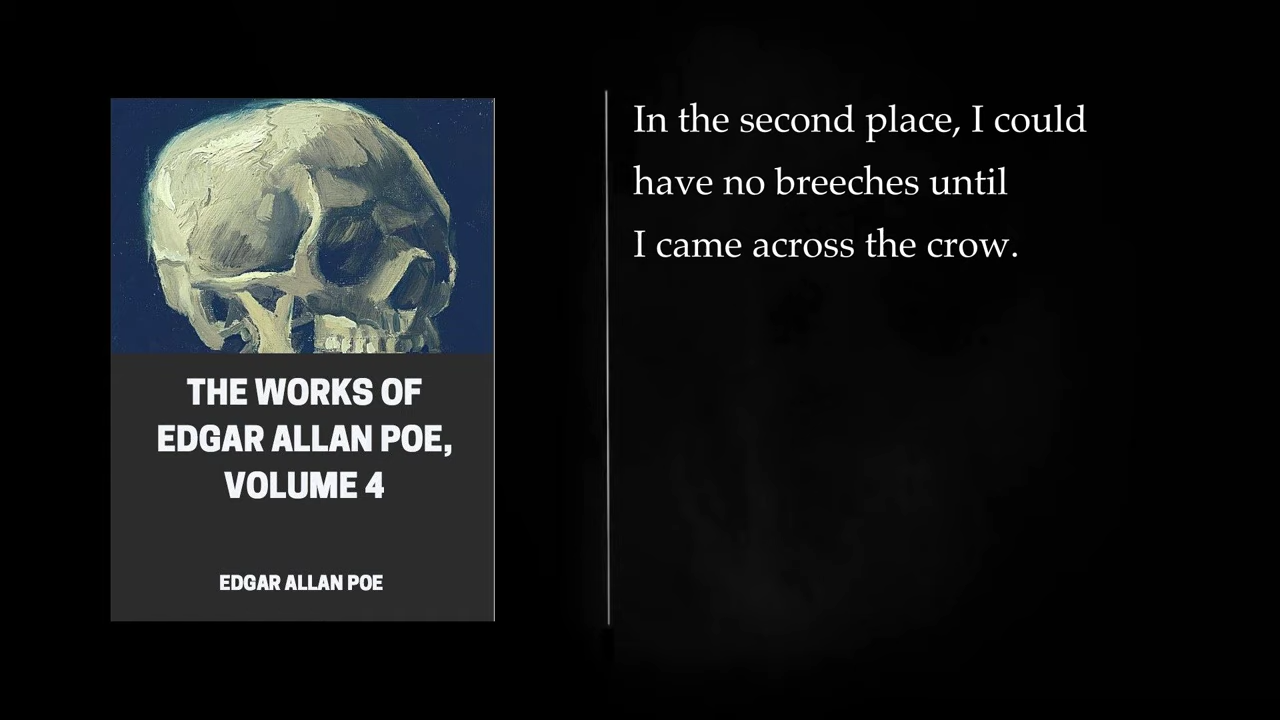 THE WORKS OF
EDGAR ALLAN POE,
VOLUME 4
EDGAR ALLAN POE
In the second place, I could
have no breeches until
I came across the crow.